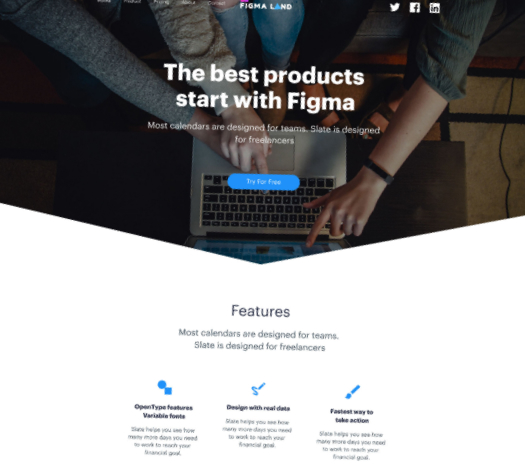 Home Product Pricing About Contact
FIGMA LAND
The best products
start with Figma
Most calendars are designed for teams. Slate is designed
for freelancers
Try For Free
Features
Most calendars are designed for teams.
Slate is designed for freelancers
OpenType features
Variable fonts
Slate helps you see how
many more days you need
to work to reach your
financial goal.
Design with real data
Slate helps you see how
many more days you need
to work to reach your
financial goal.
Fastest way to
take action
Slate helps you see how
many more days you need
to work to reach your
financial goal.